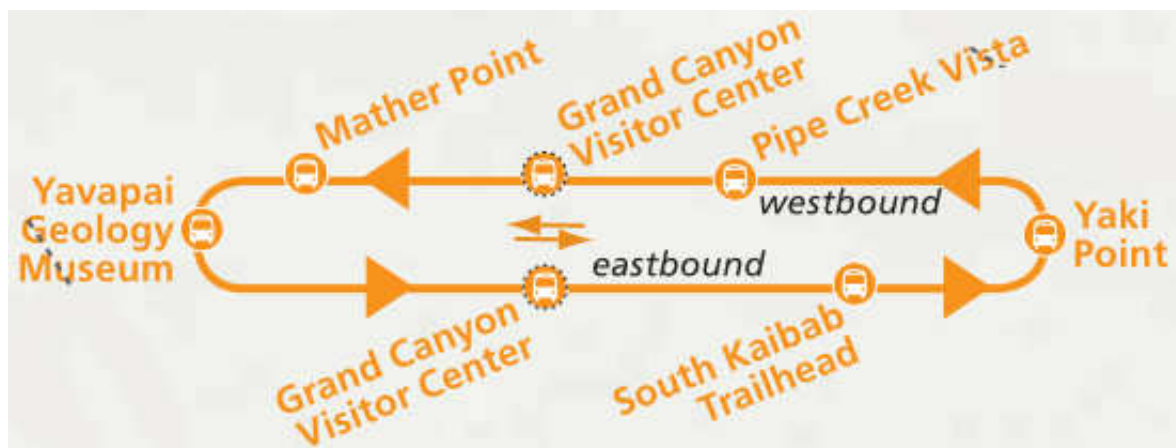 Mather Point
Grand Canyon
Visitor Center
Pipe Creek Vista
Yavapai
Geology
Museum
westbound
Yaki
Point
eastbound
Grand Canyon
Visitor Center
South Kaibab
Trailhead